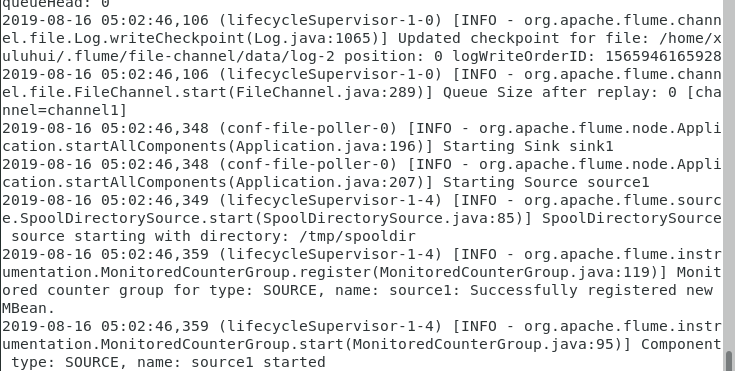 queueHead: 0
2019-08-16 05:02:46,106 (lifecycleSupervisor-1-0) [INFO - org.apache.flume.chann
el.file.Log.writeCheckpoint(Log.java:1065)] Updated checkpoint for file: /home/x
uluhui/.flume/file-channel/data/log-2 position: 0 logWriteOrderID: 1565946165928
2019-08-16 05:02:46,106 (lifecycleSupervisor-1-0) [INFO - org.apache.flume.chann
el.file.FileChannel.start(FileChannel.java:289)] Queue Size after replay: 0 [cha
nnel=channel1]
2019-08-16 05:02:46,348 (conf-file-poller-0) [INFO - org.apache.flume.node.Appli
cation.startAllComponents(Application.java:196)] Starting Sink sink1
2019-08-16 05:02:46,348 (conf-file-poller-0) [INFO - org.apache.flume.node.Appli
cation.startAllComponents(Application.java:207)] Starting Source source1
2019-08-16 05:02:46,349 (lifecycleSupervisor-1-4) [INFO - org.apache.flume.sourc
e.SpoolDirectorySource.start(SpoolDirectorySource.java:85)] SpoolDirectorySource
 source starting with directory: /tmp/spooldir
2019-08-16 05:02:46,359 (lifecycleSupervisor-1-4) [INFO - org.apache.flume.instr
umentation.MonitoredCounterGroup.register(MonitoredCounterGroup.java:119)] Monit
ored counter group for type: SOURCE, name: source1: Successfully registered new
MBean.
2019-08-16 05:02:46,359 (lifecycleSupervisor-1-4) [INFO - org.apache.flume.instr
umentation.MonitoredCounterGroup.start(MonitoredCounterGroup.java:95)] Component
 type: SOURCE, name: source1 started